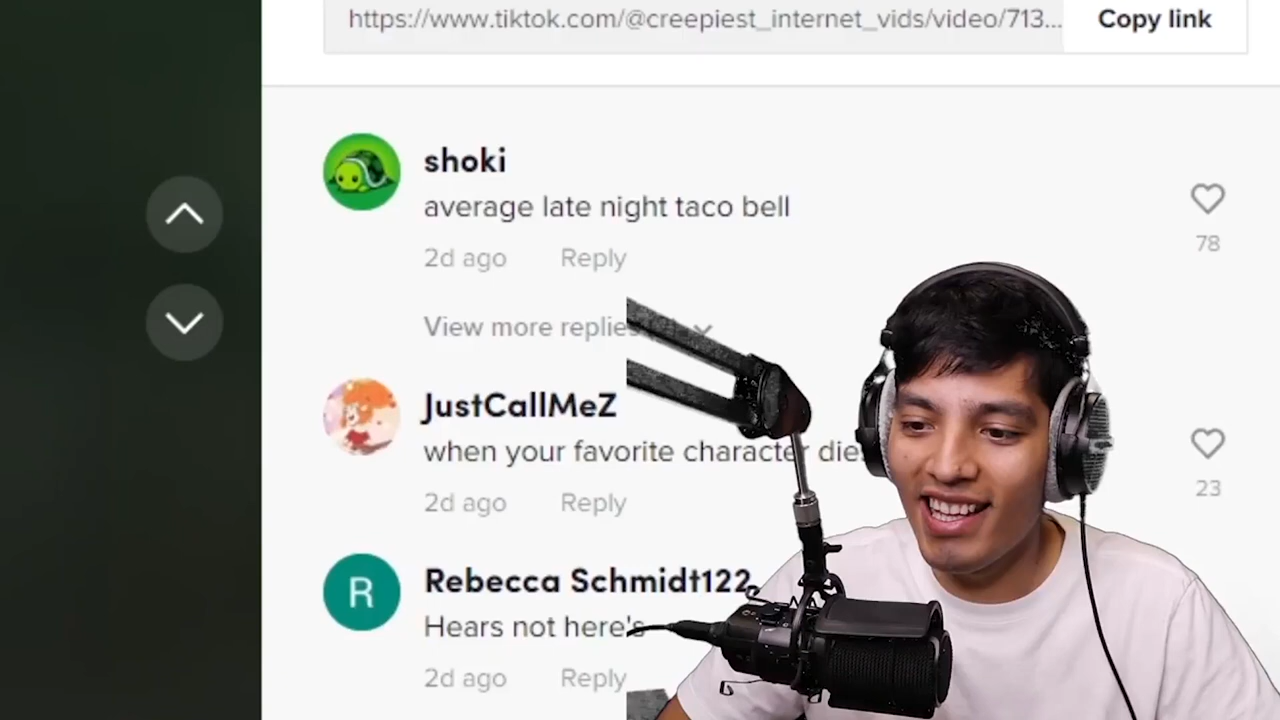 https://www.tiktok.com/@creepiest_internet_vids/video/713...
Copy link
shoki
average late night taco bell
78
2d ago Reply
View more replies
JustCallMeZ
when your favorite character
23
2d ago Reply
R
Rebecca Schmidt122
Hears not here's
2d ago Reply